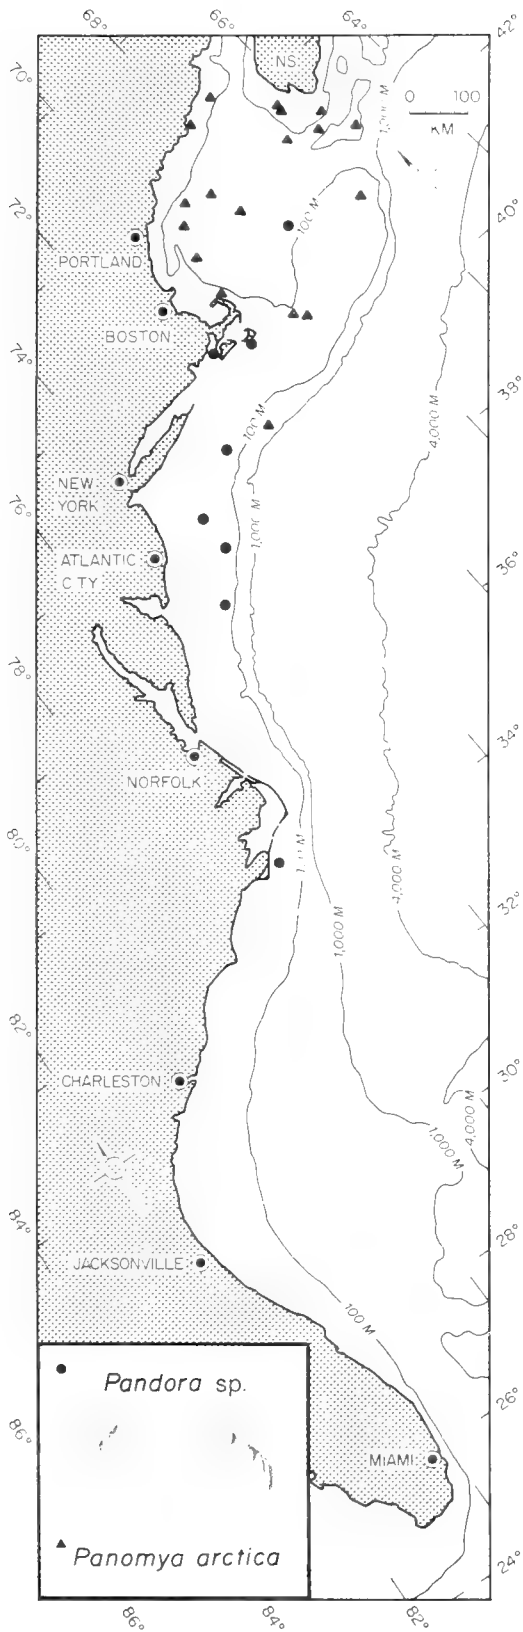 68°
66°
64°
42°
70°
NS
1,000 M
0 100
KM
72°
100 M
40°
PORTLAND
BOSTON
74°
38°
100 M
4,000 M
NEW
YORK
76°
1,000 M
ATLANTIC
C TY
36°
78°
34°
NORFOLK
80°
4,000 M
32°
1,000 M
82°
CHARLESTON
30°
4,000 M
1,000 M
84°
28°
JACKSONVILLE
100 M
Pandora sp.
26°
86°
MIAMI
Panomya arctica
24°
86°
84°
82°